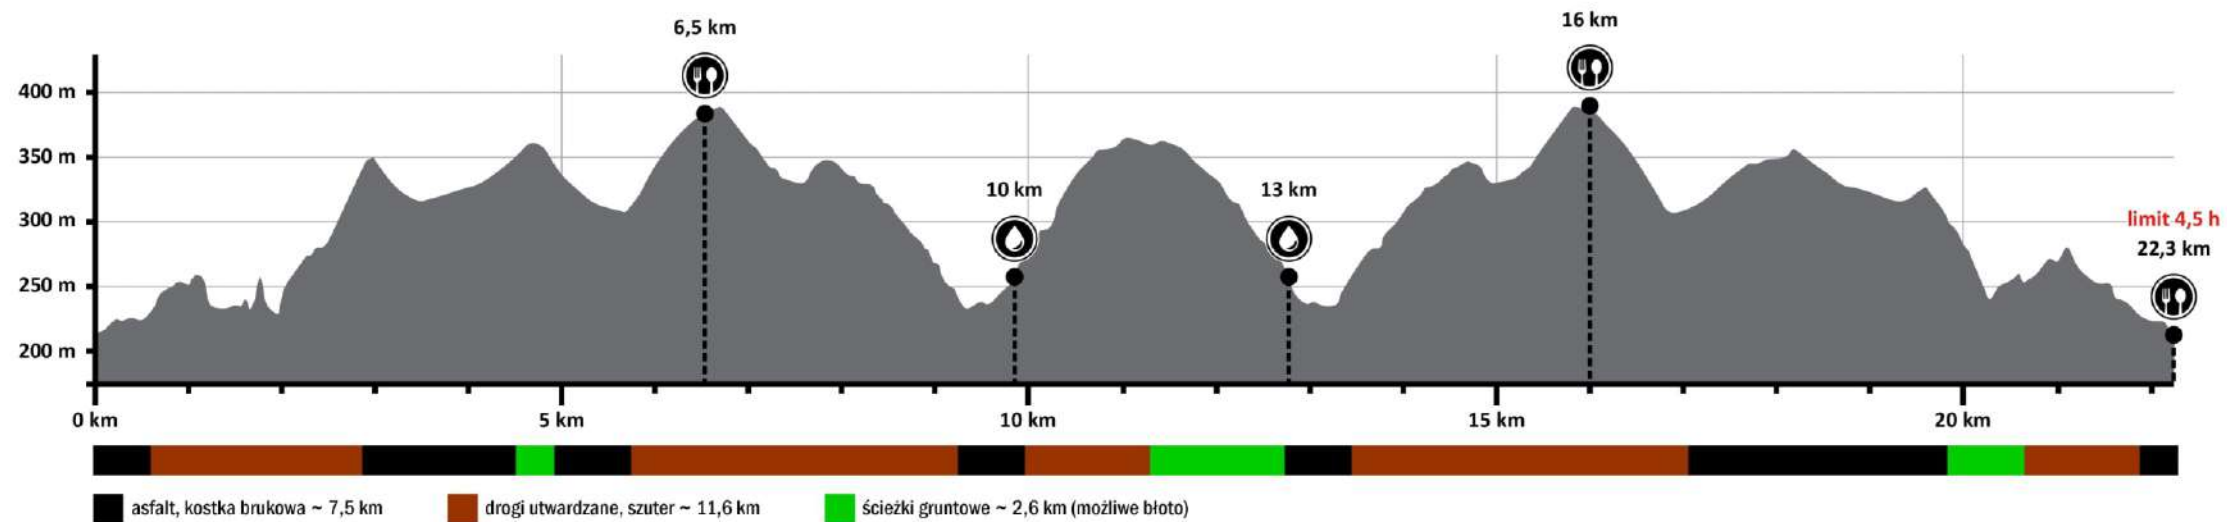 16 km
6,5 km
400 m
350 m
10 km
13 km
300 m
limit 4,5 h
22,3 km
250 m
200 m
0 km
5 km
10 km
15 km
20 km
asfalt, kostka brukowa ~ 7,5 km
drogi utwardzane, szuter ~ 11,6 km
ścieżki gruntowe ~ 2,6 km (możliwe błoto)